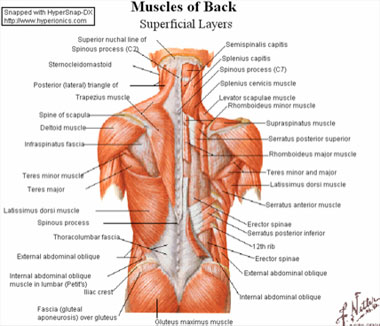 Snapped with HyperSnap-DX
http://www.hyperionics.com
Muscles of Back
Superficial Layers
Superior nuchal line of
Spinous process (C2)
Sternocleidomastoid
Posterior (lateral) triangle of
Trapezius muscle
Spine of scapula
Deltoid muscle
Infraspinatus fascia
Teres minor muscle
Teres major
Latissimus dorsi muscle
Spinous process
Thoracolumbar fascia
External abdominal oblique
Internal abdominal oblique
muscle in lumbar (Petit's)
Iliac crest
Fascia (gluteal
aponeurosis) over gluteus
Gluteus maximus muscle
Semispinalis capitis
Splenius capitis
Spinous process (C7)
Splenius cervicis muscle
Levator scapulae muscle
Rhomboideus minor muscle
Supraspinatus muscle
Serratus posterior superior
Rhomboideus major muscle
Teres minor and major
Latissimus dorsi muscle
Erector spinae
Serratus posterior inferior
12th rib
Erector spinae
External abdominal oblique
Internal abdominal oblique